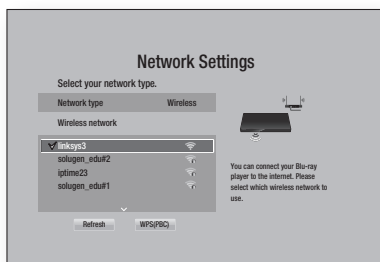 Network Settings
Select your network type.
Network type Wireless
Wireless network
linksys3
solugen_edu#2
iptime23
solugen_edu#1
You can connect your Blu-ray
player to the internet. Please
select which wireless network to
use.
Refresh WPS(PBC)